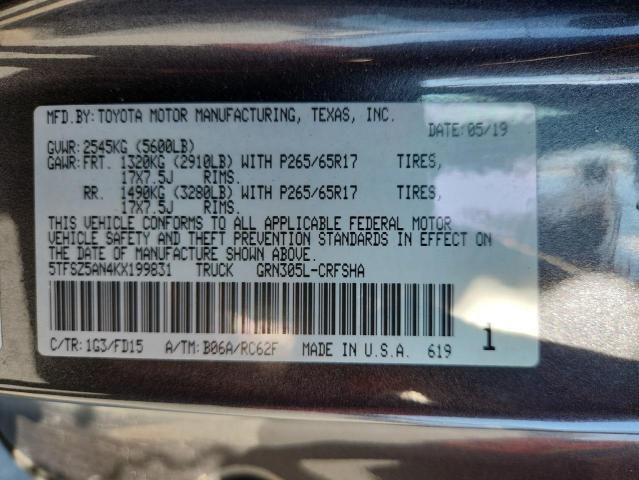 MFD.BY:TOYOTA MOTOR MANUFACTURING, TEXAS, INC.
DATE:05/19
GVWR:2545KG (5600LB)
GAWR:FRT. 1320KG (2910LB) WITH P265/65R17 TIRES,
17X7.5J RIMS.
RR. 1490KG (3280LB) WITH P265/65R17 TIRES,
17X7.5J RIMS.
THIS VEHICLE CONFORMS TO ALL APPLICABLE FEDERAL MOTOR
VEHICLE SAFETY AND THEFT PREVENTION STANDARDS IN EFFECT ON
THE DATE OF MANUFACTURE SHOWN ABOVE.
5TFSZ5AN4KX199831 TRUCK GRN305L-CRFSHA
C/TR:1G3/FD15 A/TM:B06A/RC62F MADE IN U.S.A. 619 1